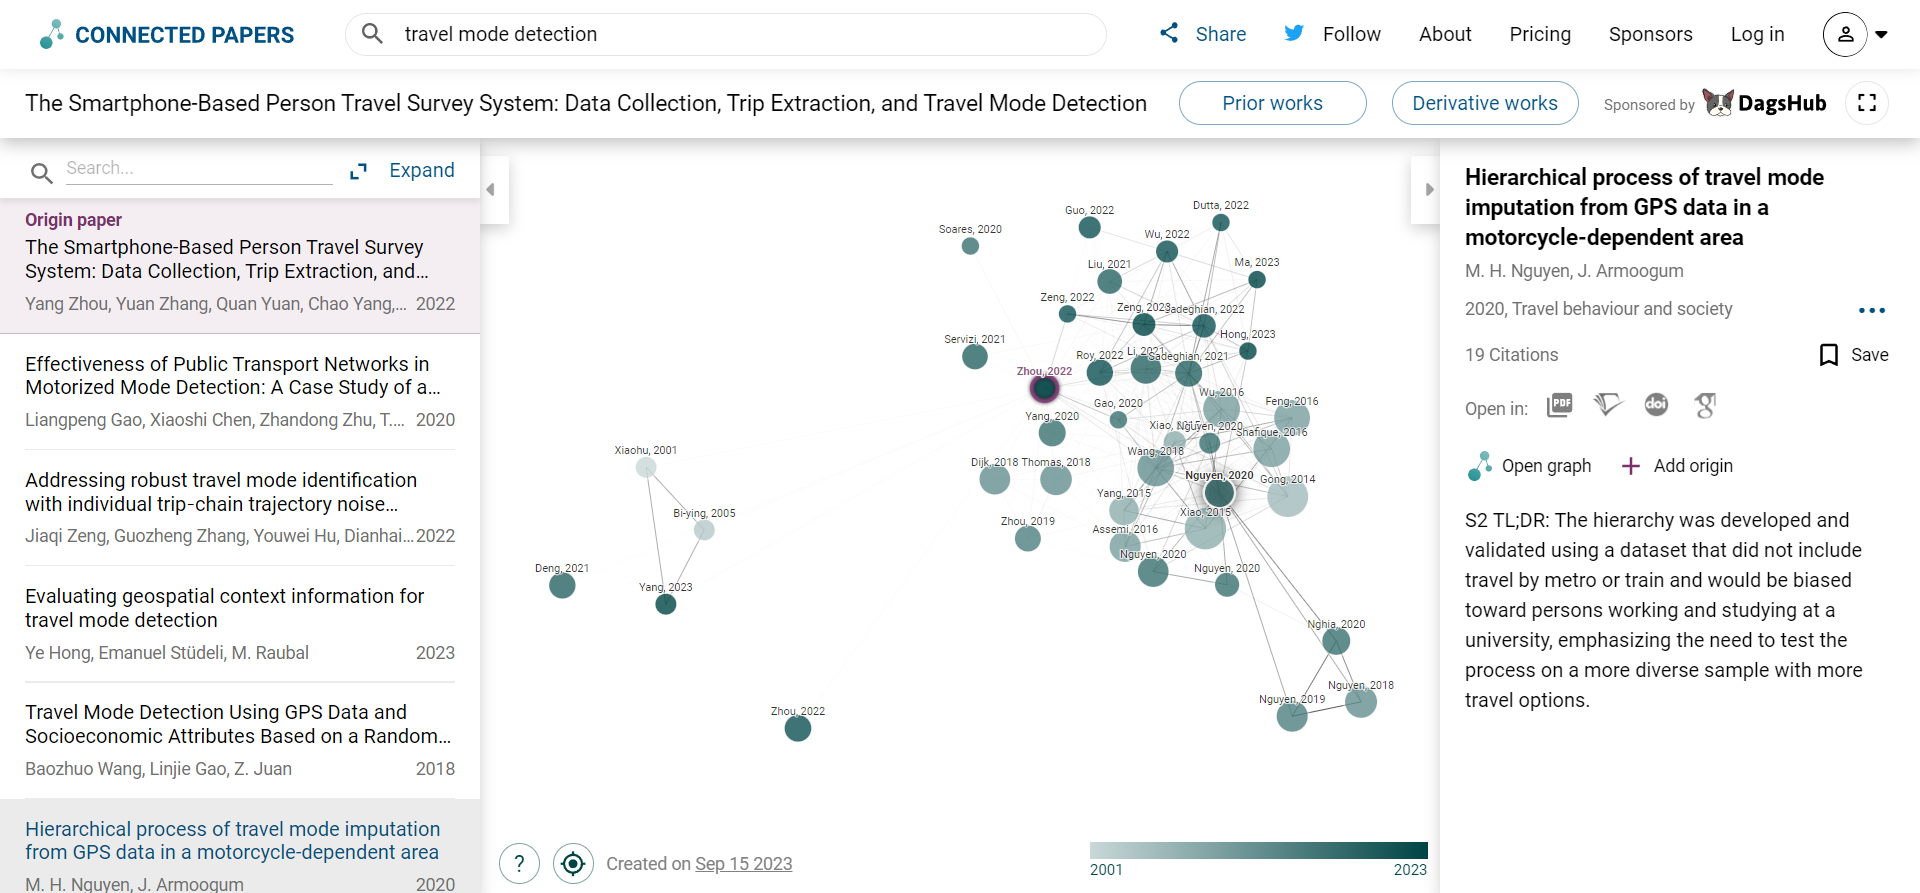 CONNECTED PAPERS
travel mode detection
Share
Follow
About
Pricing
Sponsors
Log in
The Smartphone-Based Person Travel Survey System: Data Collection, Trip Extraction, and Travel Mode Detection
Prior works
Derivative works
Sponsored by
DagsHub
Search...
Expand
Origin paper
The Smartphone-Based Person Travel Survey
System: Data Collection, Trip Extraction, and...
Yang Zhou, Yuan Zhang, Quan Yuan, Chao Yang,... 2022
Effectiveness of Public Transport Networks in
Motorized Mode Detection: A Case Study of a...
Liangpeng Gao, Xiaoshi Chen, Zhandong Zhu, T.... 2020
Addressing robust travel mode identification
with individual trip-chain trajectory noise...
Jiaqi Zeng, Guozheng Zhang, Youwei Hu, Dianhai... 2022
Evaluating geospatial context information for
travel mode detection
Ye Hong, Emanuel Stüdeli, M. Raubal 2023
Travel Mode Detection Using GPS Data and
Socioeconomic Attributes Based on a Random...
Baozhuo Wang, Linjie Gao, Z. Juan 2018
Hierarchical process of travel mode imputation
from GPS data in a motorcycle-dependent area
M. H. Nguyen, J. Armoogum 2020
Dutta, 2022
Guo, 2022
Soares, 2020
Wu, 2022
Liu, 2021
Ma, 2023
Zeng, 2022
Zeng, 2023
Sadeghian, 2022
Hong, 2023
Servizi, 2021
Roy, 2022
Li, 2021
Sadeghian, 2021
Zhou, 2022
Wu, 2016
Gao, 2020
Feng, 2016
Yang, 2020
Xiao,
Nguyen, 2020
Shafique, 2016
Xiaohu, 2001
Wang, 2018
Dijk, 2018
Thomas, 2018
Nguyen, 2020
Gong, 2014
Yang, 2015
Bi-ying, 2005
Xiao, 2015
Zhou, 2019
Assemi, 2016
Nguyen, 2020
Deng, 2021
Nguyen, 2020
Yang, 2023
Nghia, 2020
Nguyen, 2018
Nguyen, 2019
Zhou, 2022
?
Created on Sep 15 2023
2001
2023
Hierarchical process of travel mode
imputation from GPS data in a
motorcycle-dependent area
M. H. Nguyen, J. Armoogum
2020, Travel behaviour and society
19 Citations
Save
Open in:
PDF
doi
Open graph
Add origin
S2 TL;DR: The hierarchy was developed and
validated using a dataset that did not include
travel by metro or train and would be biased
toward persons working and studying at a
university, emphasizing the need to test the
process on a more diverse sample with more
travel options.